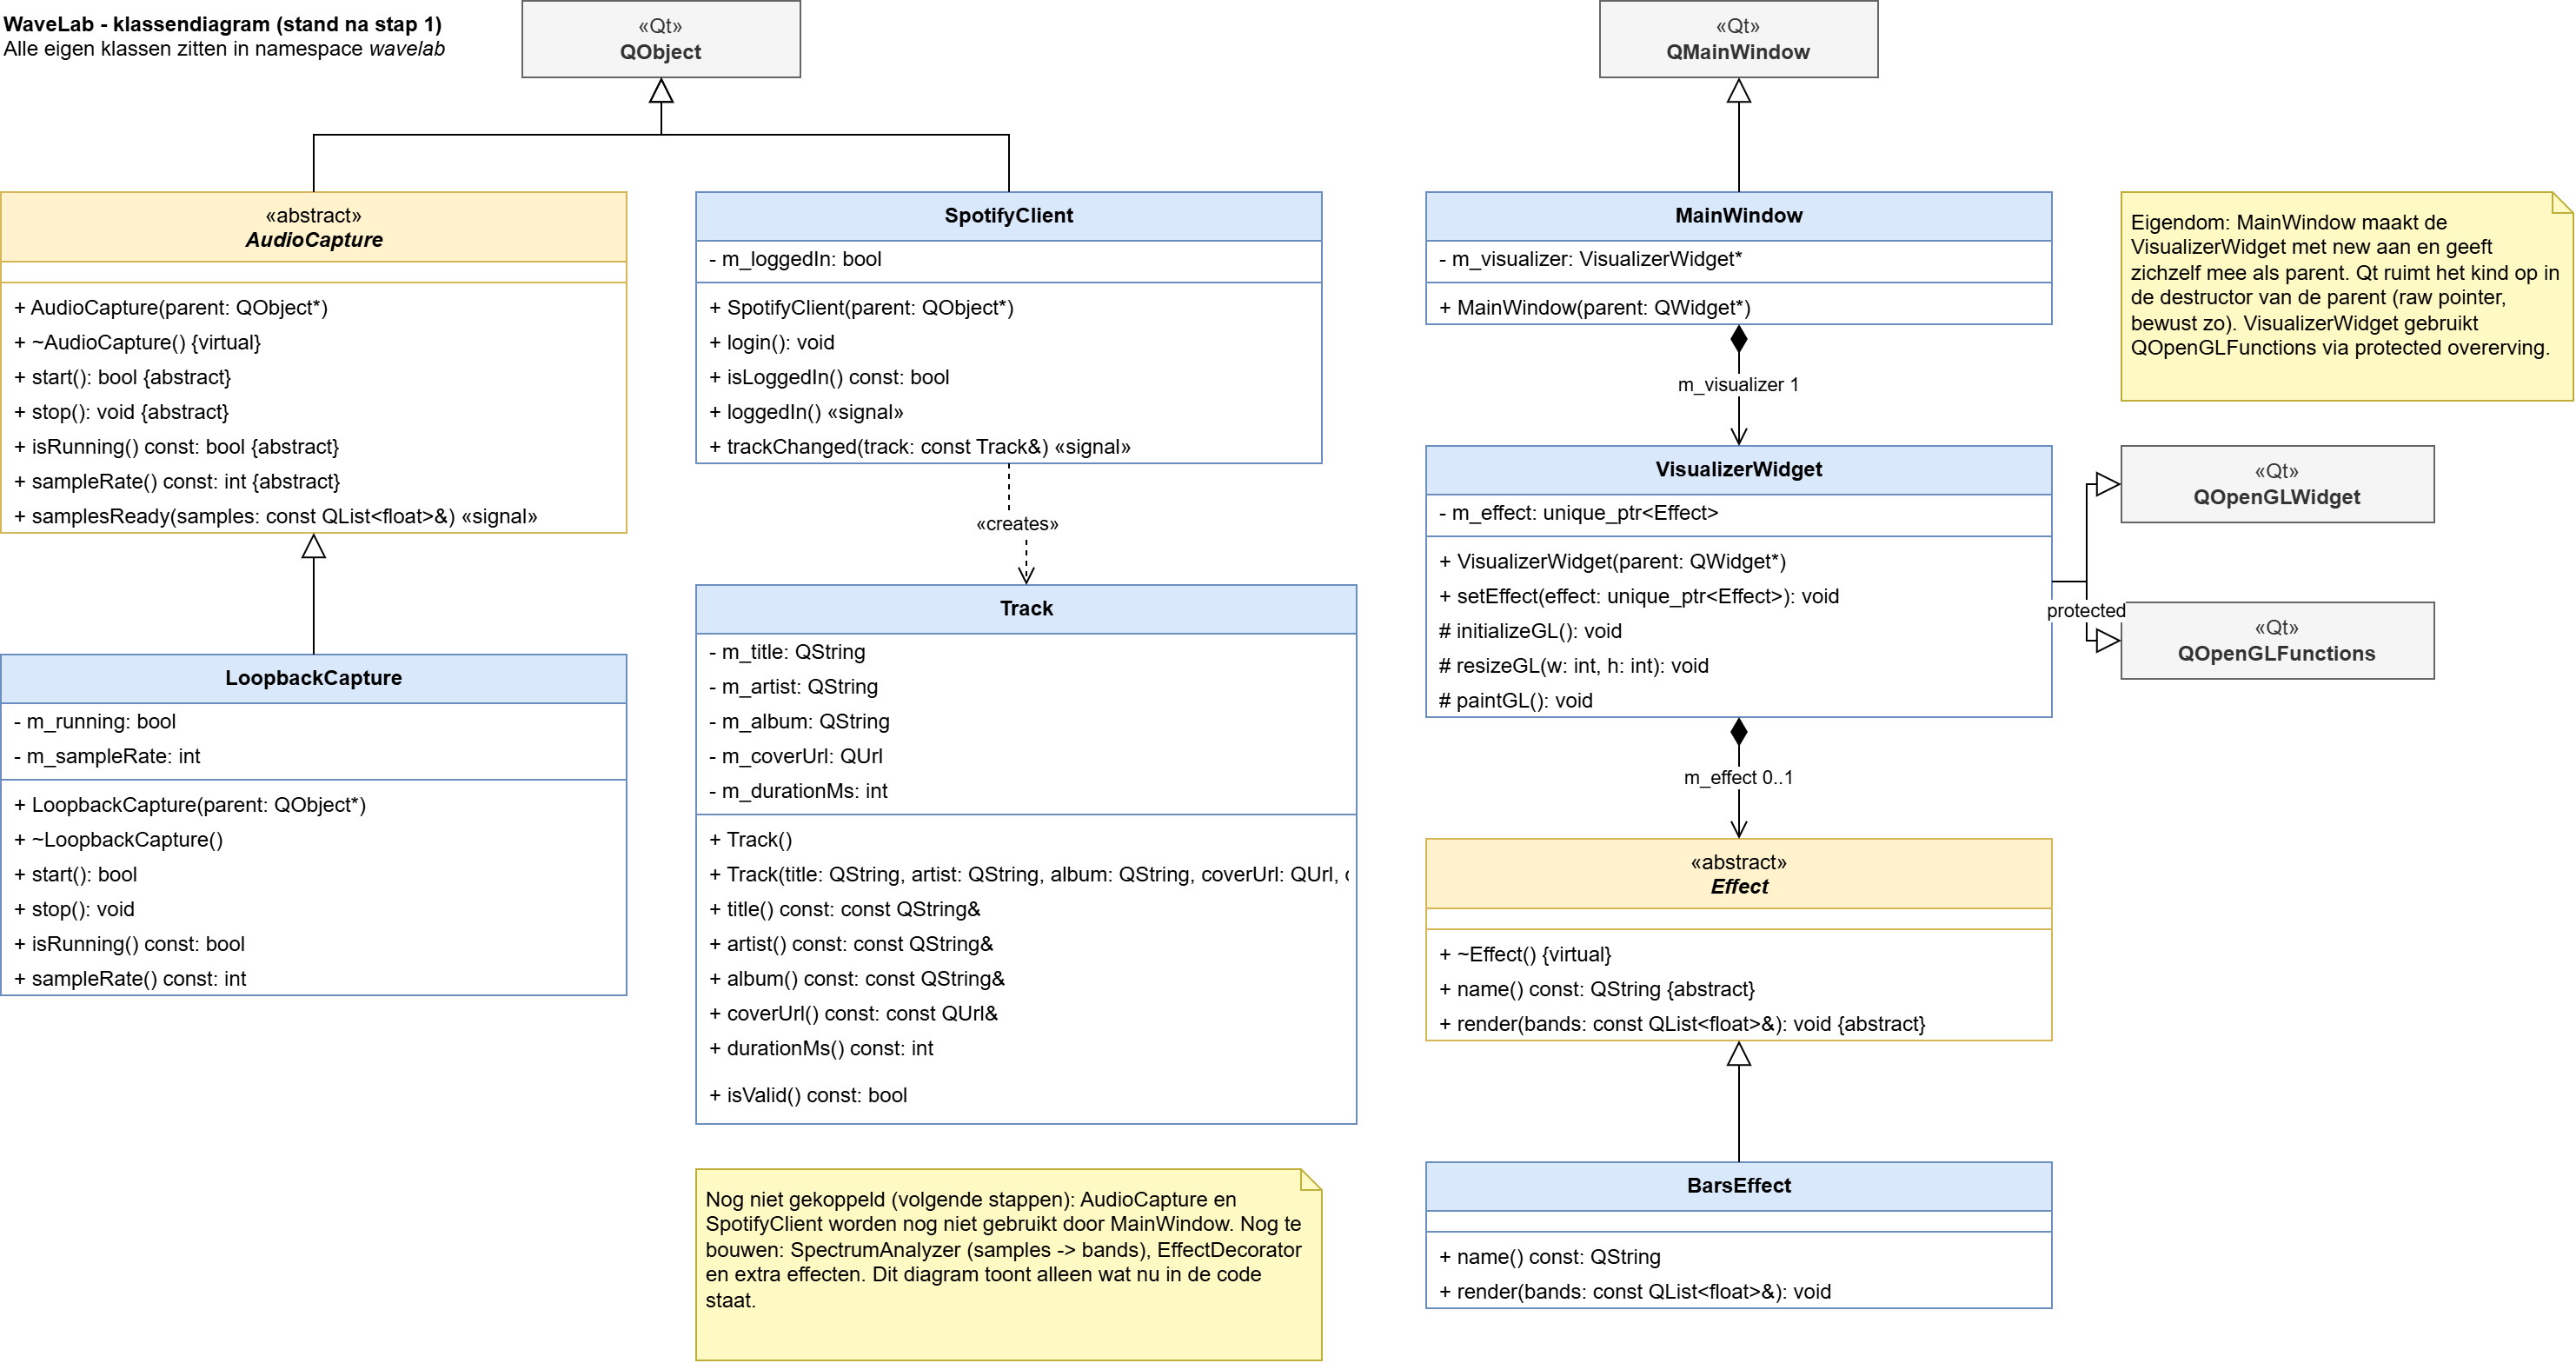 WaveLab - klassendiagram (stand na stap 1)
Alle eigen klassen zitten in namespace wavelab
«Qt»
QObject
«Qt»
QMainWindow
«abstract»
AudioCapture
+ AudioCapture(parent: QObject*)
+ ~AudioCapture() {virtual}
+ start(): bool {abstract}
+ stop(): void {abstract}
+ isRunning() const: bool {abstract}
+ sampleRate() const: int {abstract}
+ samplesReady(samples: const QList<float>&) «signal»
LoopbackCapture
- m_running: bool
- m_sampleRate: int
+ LoopbackCapture(parent: QObject*)
+ ~LoopbackCapture()
+ start(): bool
+ stop(): void
+ isRunning() const: bool
+ sampleRate() const: int
SpotifyClient
- m_loggedIn: bool
+ SpotifyClient(parent: QObject*)
+ login(): void
+ isLoggedIn() const: bool
+ loggedIn() «signal»
+ trackChanged(track: const Track&) «signal»
«creates»
Track
- m_title: QString
- m_artist: QString
- m_album: QString
- m_coverUrl: QUrl
- m_durationMs: int
+ Track()
+ Track(title: QString, artist: QString, album: QString, coverUrl: QUrl,
+ title() const: const QString&
+ artist() const: const QString&
+ album() const: const QString&
+ coverUrl() const: const QUrl&
+ durationMs() const: int
+ isValid() const: bool
Nog niet gekoppeld (volgende stappen): AudioCapture en
SpotifyClient worden nog niet gebruikt door MainWindow. Nog te
bouwen: SpectrumAnalyzer (samples -> bands), EffectDecorator
en extra effecten. Dit diagram toont alleen wat nu in de code
staat.
MainWindow
- m_visualizer: VisualizerWidget*
+ MainWindow(parent: QWidget*)
m_visualizer 1
VisualizerWidget
- m_effect: unique_ptr<Effect>
+ VisualizerWidget(parent: QWidget*)
+ setEffect(effect: unique_ptr<Effect>): void
# initializeGL(): void
# resizeGL(w: int, h: int): void
# paintGL(): void
m_effect 0..1
«abstract»
Effect
+ ~Effect() {virtual}
+ name() const: QString {abstract}
+ render(bands: const QList<float>&): void {abstract}
BarsEffect
+ name() const: QString
+ render(bands: const QList<float>&): void
Eigendom: MainWindow maakt de
VisualizerWidget met new aan en geeft
zichzelf mee als parent. Qt ruimt het kind op in
de destructor van de parent (raw pointer,
bewust zo). VisualizerWidget gebruikt
QOpenGLFunctions via protected overerving.
«Qt»
QOpenGLWidget
protected
«Qt»
QOpenGLFunctions